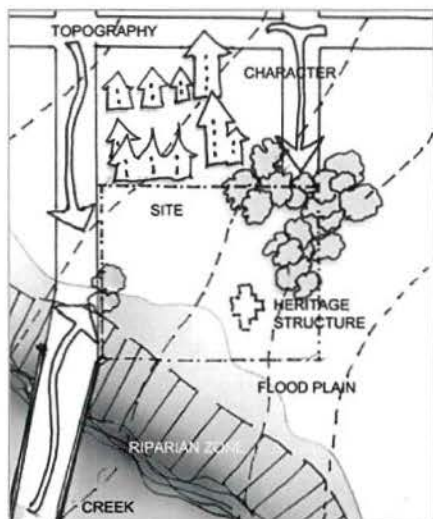 TOPOGRAPHY
CHARACTER
SITE
HERITAGE
STRUCTURE
FLOOD PLAIN
RIPARIAN ZONE
CREEK